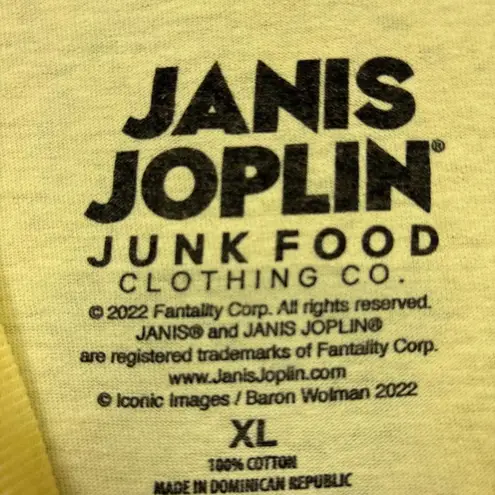 JANIS
JOPLIN®
JUNK FOOD
CLOTHING CO.
© 2022 Fantality Corp. All rights reserved.
JANIS® and JANIS JOPLIN®
are registered trademarks of Fantality Corp.
www.JanisJoplin.com
© Iconic Images / Baron Wolman 2022
XL
100% COTTON
MADE IN DOMINICAN REPUBLIC